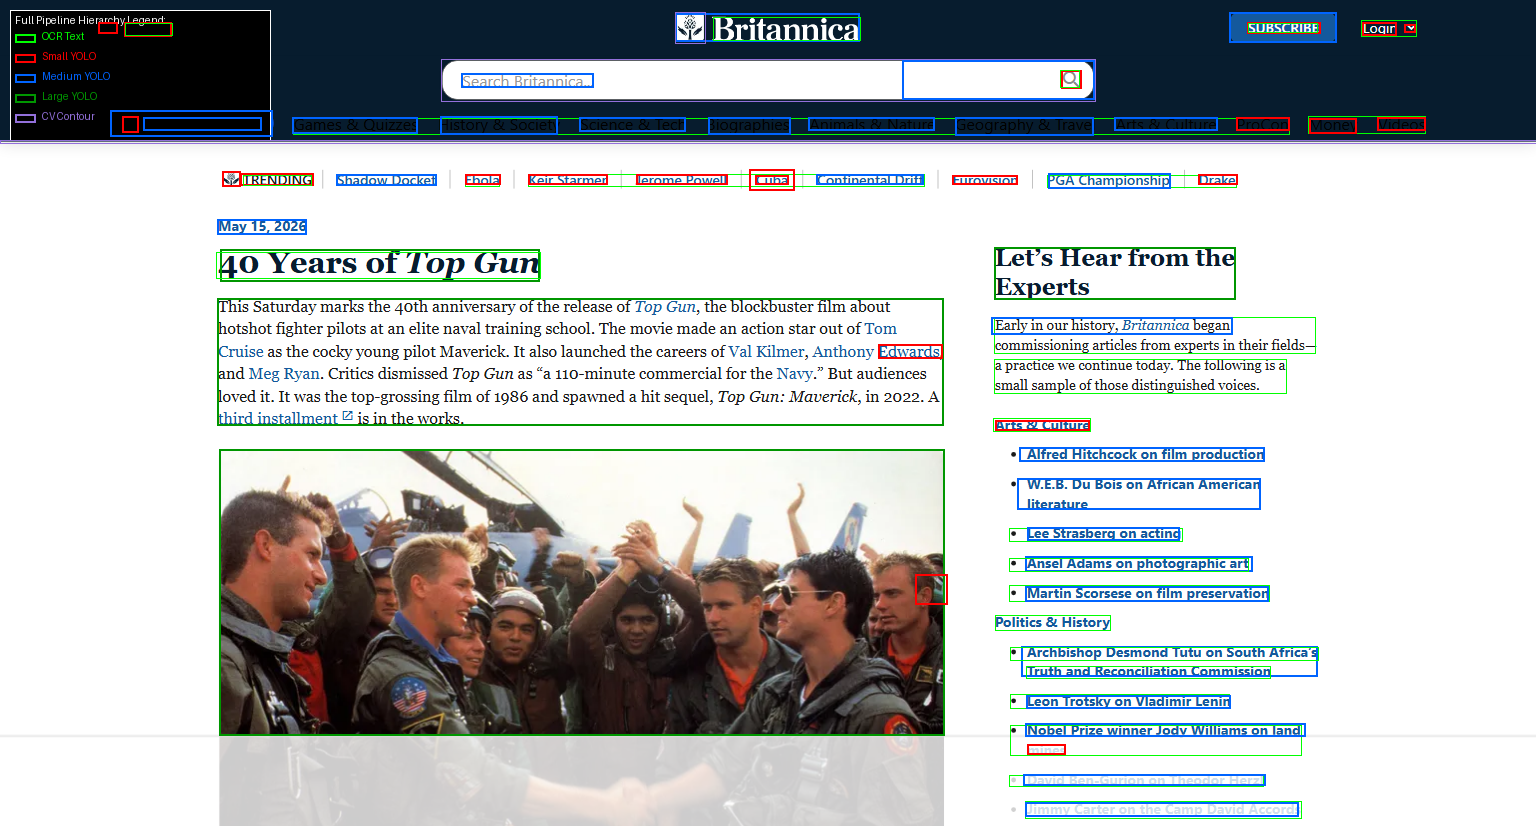 Full Pipeline Hierarchy Legend:
OCR Text
Small YOLO
Medium YOLO
Large YOLO
CV Contour
Britannica
SUBSCRIBE
Login
Search Britannica...
Games & Quizzes History & Society Science & Tech Biographies Animals & Nature Geography & Travel Arts & Culture ProCon Money Videos
TRENDING Shadow Docket Ebola Keir Starmer Jerome Powell Cuba Continental Drift Eurovision PGA Championship Drake
May 15, 2026
40 Years of Top Gun
This Saturday marks the 40th anniversary of the release of Top Gun, the blockbuster film about
hotshot fighter pilots at an elite naval training school. The movie made an action star out of Tom
Cruise as the cocky young pilot Maverick. It also launched the careers of Val Kilmer, Anthony Edwards,
and Meg Ryan. Critics dismissed Top Gun as “a 110-minute commercial for the Navy.” But audiences
loved it. It was the top-grossing film of 1986 and spawned a hit sequel, Top Gun: Maverick, in 2022. A
third installment is in the works.
Let’s Hear from the
Experts
Early in our history, Britannica began
commissioning articles from experts in their fields—
a practice we continue today. The following is a
small sample of those distinguished voices.
Arts & Culture
• Alfred Hitchcock on film production
• W.E.B. Du Bois on African American
literature
• Lee Strasberg on acting
• Ansel Adams on photographic art
• Martin Scorsese on film preservation
Politics & History
• Archbishop Desmond Tutu on South Africa's
Truth and Reconciliation Commission
• Leon Trotsky on Vladimir Lenin
• Nobel Prize winner Jody Williams on land
mines
• David Ben-Gurion on Theodor Herzl
• Jimmy Carter on the Camp David Accords